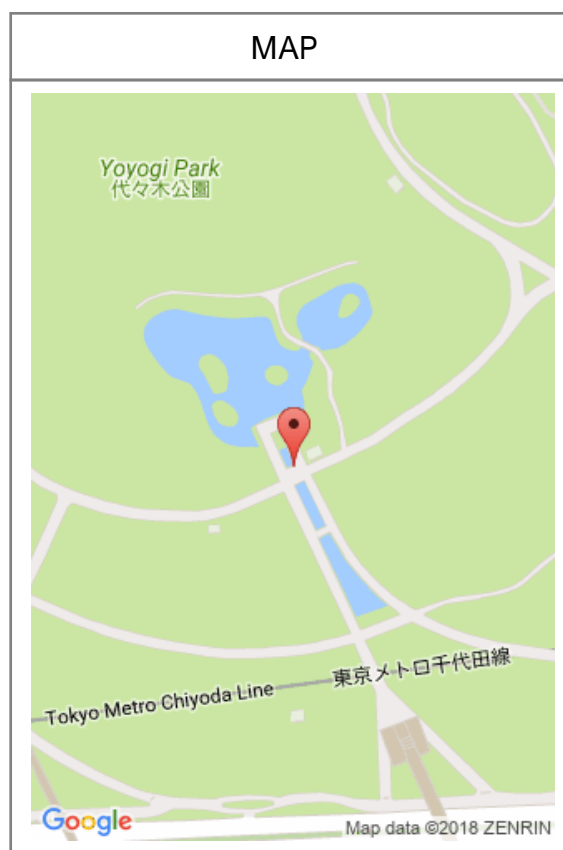 MAP
Yoyogi Park
代々木公園
東京メトロ千代田線
Tokyo Metro Chiyoda Line
Google
Map data ©2018 ZENRIN